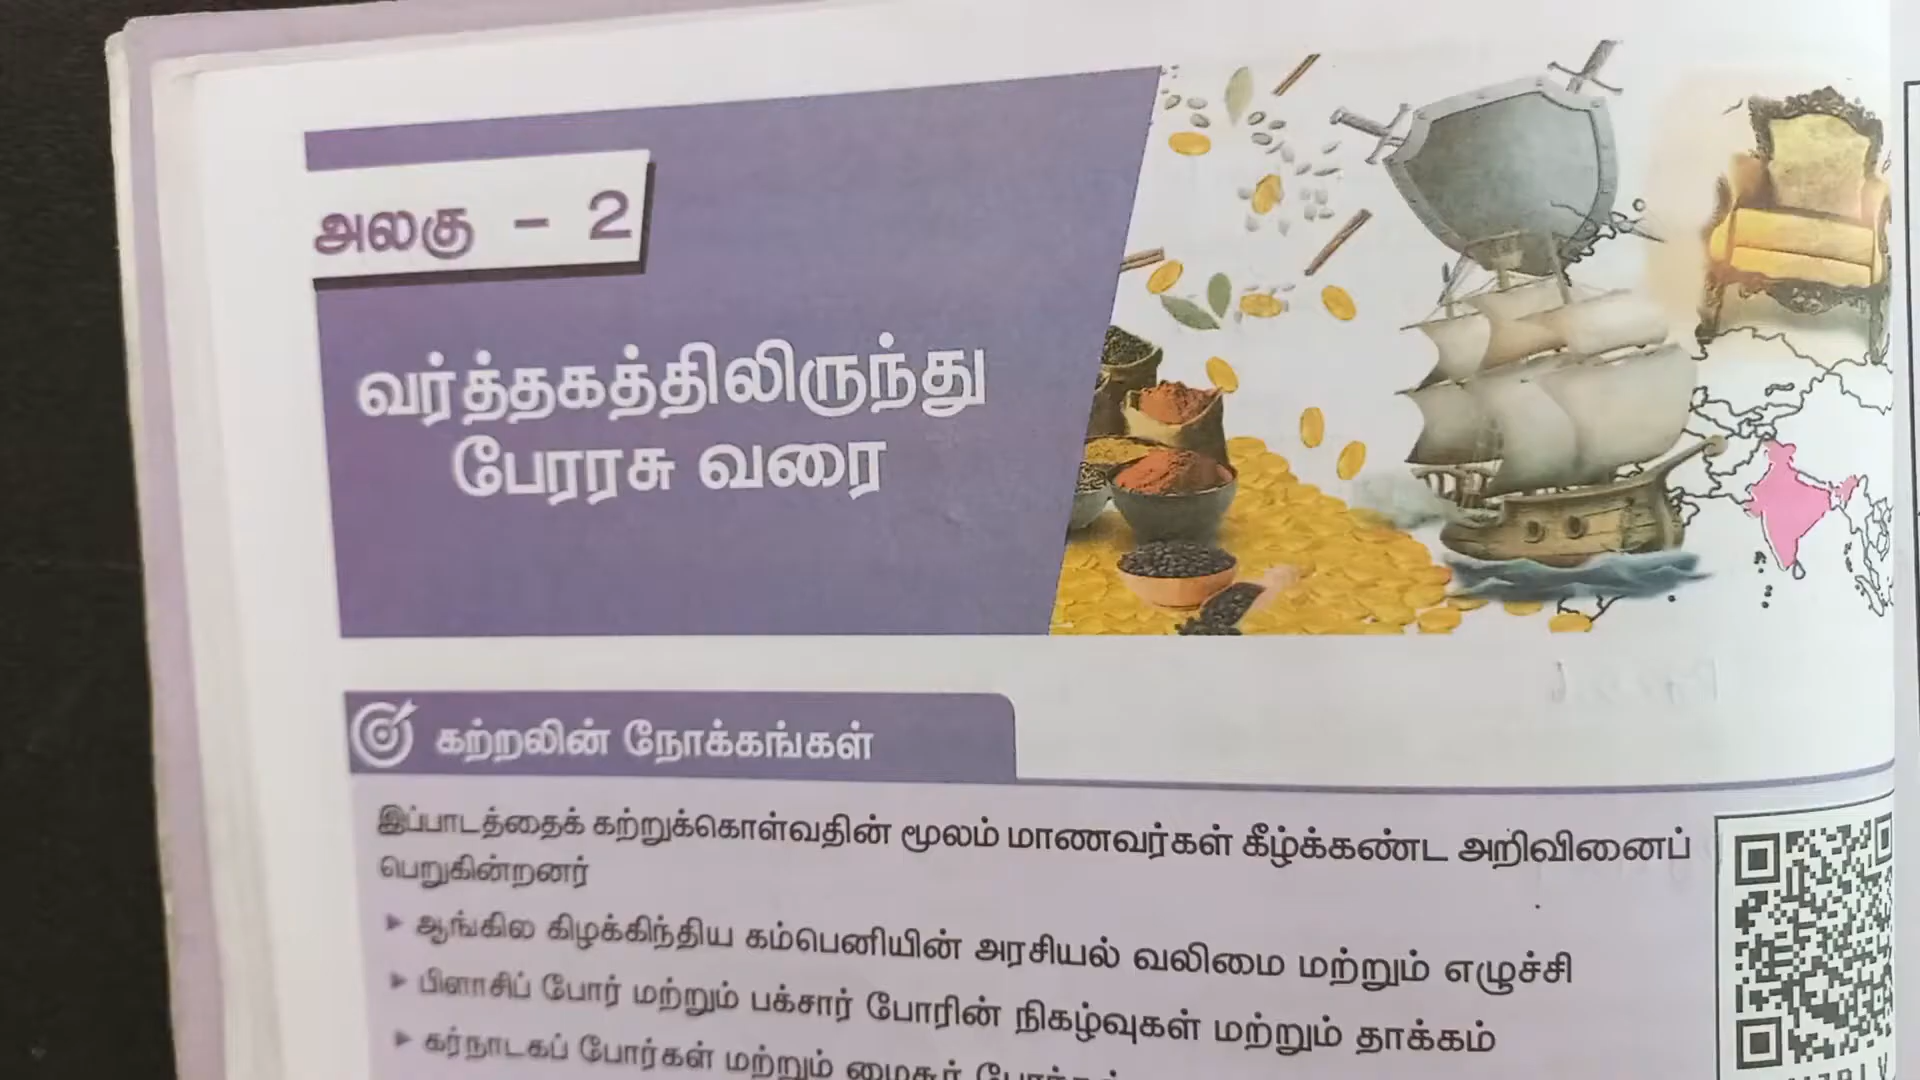 அலகு - 2
வர்த்தகத்திலிருந்து
பேரரசு வரை
கற்றலின் நோக்கங்கள்
இப்பாடத்தைக் கற்றுக்கொள்வதின் மூலம் மாணவர்கள் கீழ்க்கண்ட அறிவினைப்
பெறுகின்றனர்
➤ ஆங்கில கிழக்கிந்திய கம்பெனியின் அரசியல் வலிமை மற்றும் எழுச்சி
➤ பிளாசிப் போர் மற்றும் பக்சார் போரின் நிகழ்வுகள் மற்றும் தாக்கம்
➤ கர்நாடகப் போர்கள் மற்றும் மைசூர்